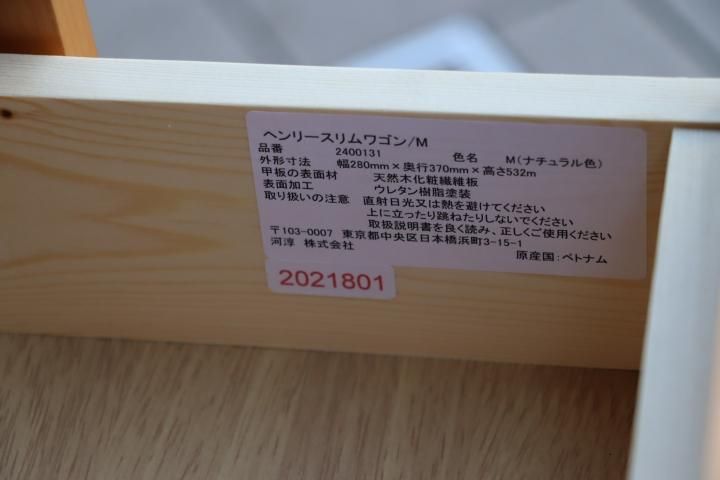 ヘンリースリムワゴン/M
品番 2400131 色名 M(ナチュラル色)
外形寸法 幅280mm×奥行370mm×高さ532m
甲板の表面材 天然木化粧繊維板
表面加工 ウレタン樹脂塗装
取り扱いの注意 直射日光又は熱を避けてください
上に立ったり跳ねたりしないでください
取扱説明書を良く読み、正しくご使用ください
〒103-0007 東京都中央区日本橋浜町3-15-1
河淳 株式会社
原産国:ベトナム
2021801